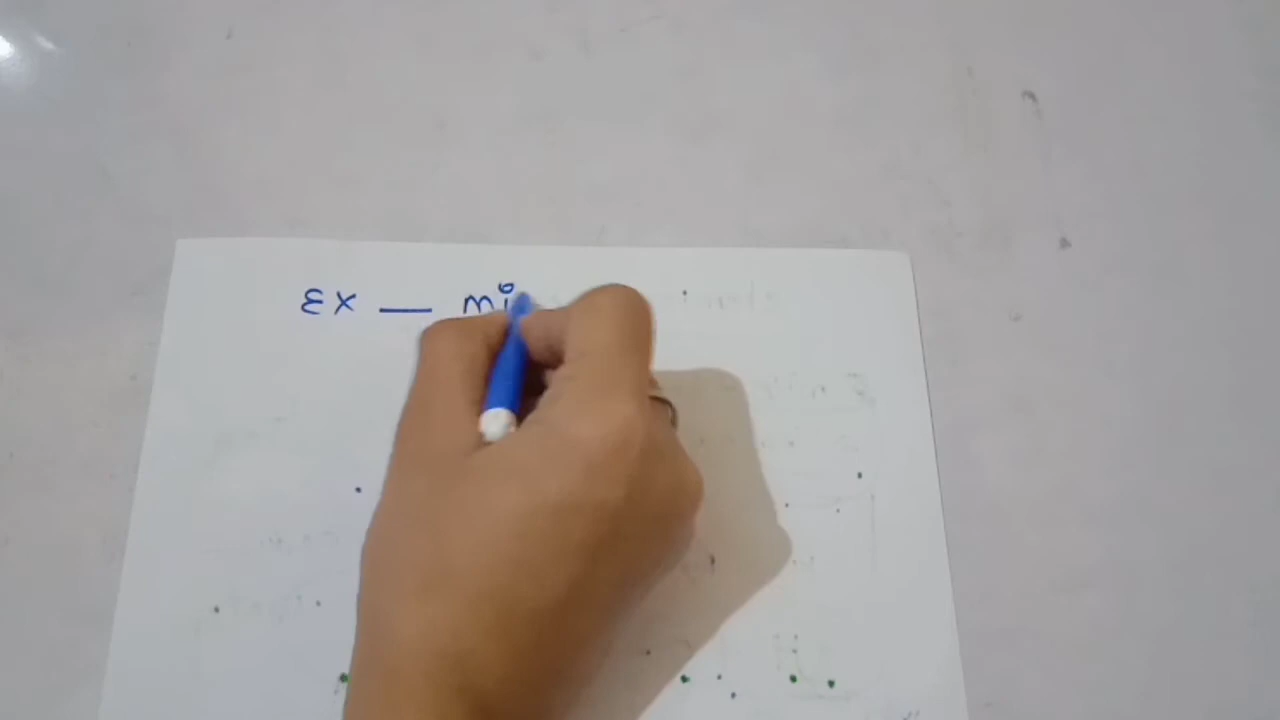 Ex — mi